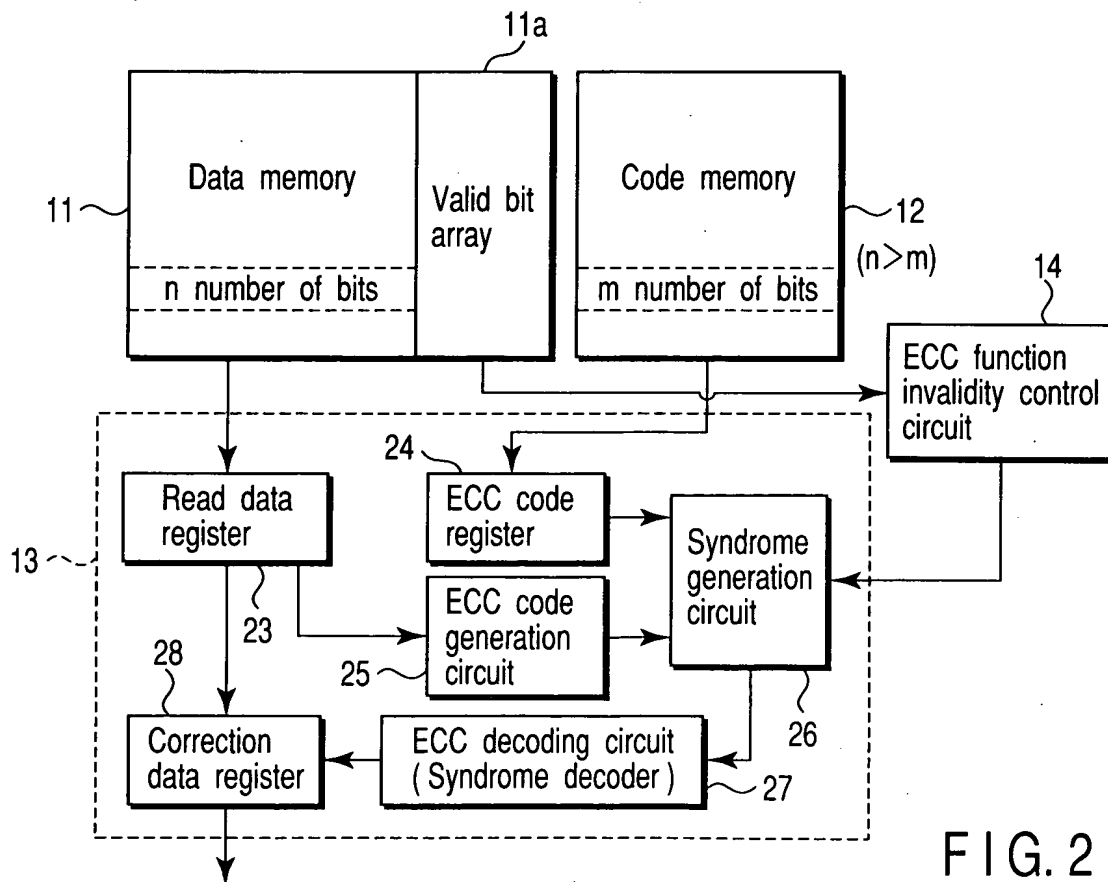 11a
Data memory
Valid bit
array
Code memory
11
12
(n>m)
n number of bits
m number of bits
14
ECC function
invalidity control
circuit
24
Read data
register
ECC code
register
13
Syndrome
generation
circuit
23
ECC code
generation
circuit
25
28
26
Correction
data register
ECC decoding circuit
(Syndrome decoder)
27
FIG. 2